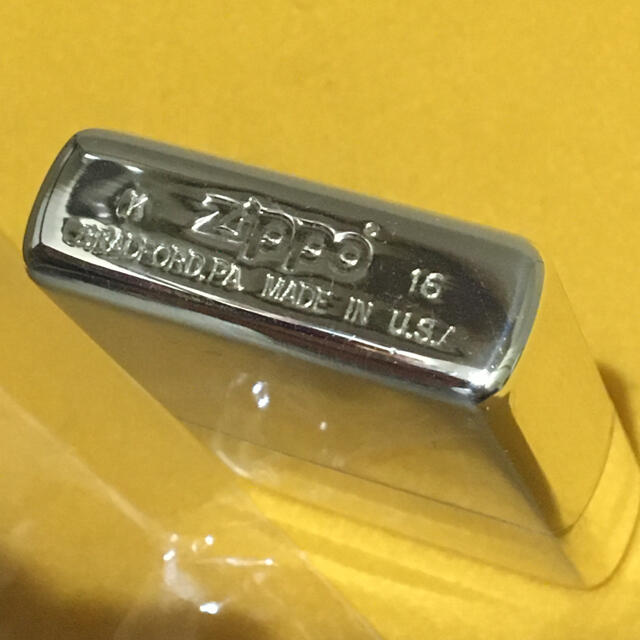 K Zippo® 16
BRADFORD,PA MADE IN U.S.A